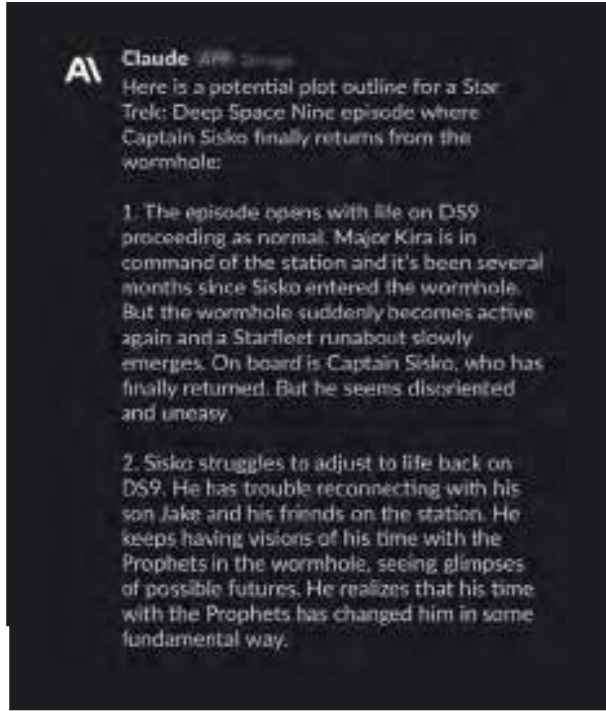 Claude APP
Here is a potential plot outline for a Star
Trek: Deep Space Nine episode where
Captain Sisko finally returns from the
wormhole:
1. The episode opens with life on DS9
proceeding as normal. Major Kira is in
command of the station and it's been several
months since Sisko entered the wormhole.
But the wormhole suddenly becomes active
again and a Starfleet runabout slowly
emerges. On board is Captain Sisko, who has
finally returned. But he seems disoriented
and uneasy.
2. Sisko struggles to adjust to life back on
DS9. He has trouble reconnecting with his
son Jake and his friends on the station. He
keeps having visions of his time with the
Prophets in the wormhole, seeing glimpses
of possible futures. He realizes that his time
with the Prophets has changed him in some
fundamental way.